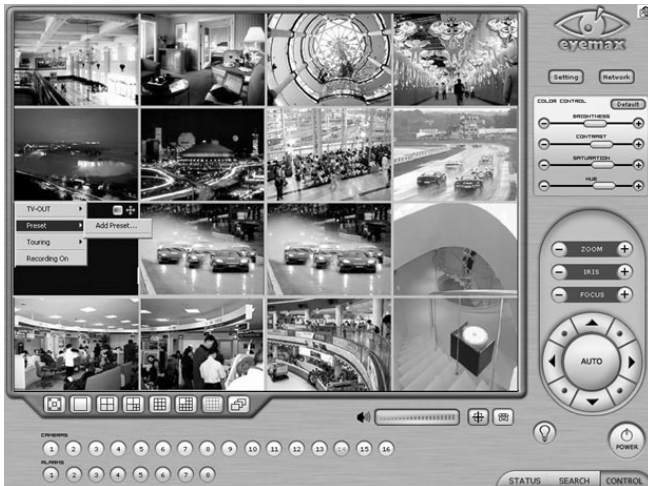 eyemax
Setting Network
COLOR CONTROL Default
BRIGHTNESS
CONTRAST
SATURATION
HUE
TV-OUT
Preset Add Preset...
Touring
Recording On
ZOOM
IRIS
FOCUS
AUTO
POWER
CAMERAS
1 2 3 4 5 6 7 8 9 10 11 12 13 14 15 16
ALARMS
1 2 3 4 5 6 7 8
STATUS SEARCH CONTROL